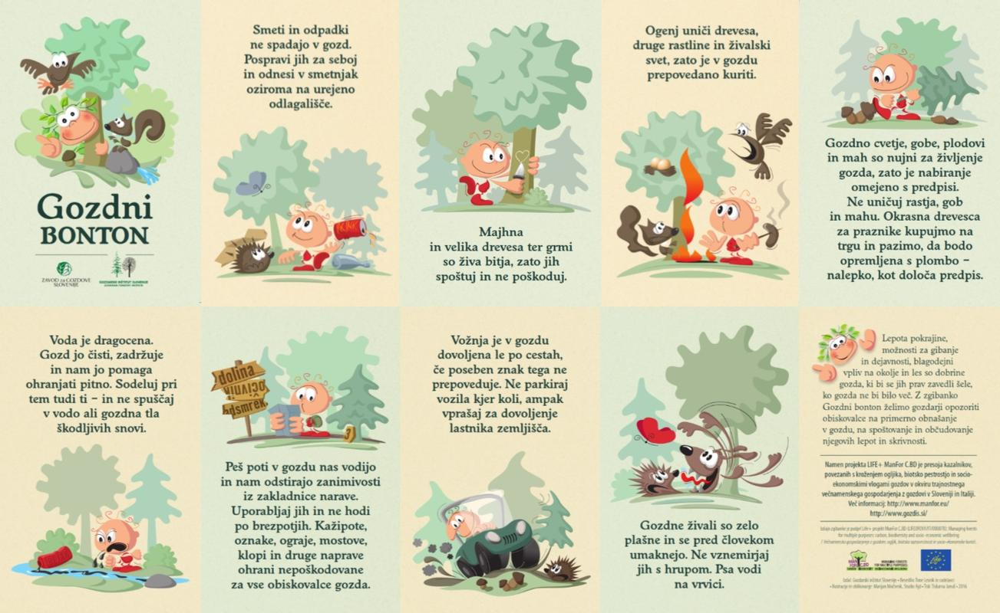 Gozdni
BONTON
ZAVOD za GOZDOVE
SLOVENIJE
GOZDARSKI INŠTITUT SLOVENIJE
SLOVENIAN FORESTRY INSTITUTE
Smeti in odpadki
ne spadajo v gozd.
Pospravi jih za seboj
in odnesi v smetnjak
oziroma na urejeno
odlagališče.
Majhna
in velika drevesa ter grmi
so živa bitja, zato jih
spoštuj in ne poškoduj.
Ogenj uniči drevesa,
druge rastline in živalski
svet, zato je v gozdu
prepovedano kuriti.
Gozdno cvetje, gobe, plodovi
in mah so nujni za življenje
gozda, zato je nabiranje
omejeno s predpisi.
Ne uničuj rastja, gob
in mahu. Okrasna drevesca
za praznike kupujmo na
trgu in pazimo, da bodo
opremljena s plombo –
nalepko, kot določa predpis.
Voda je dragocena.
Gozd jo čisti, zadržuje
in nam jo pomaga
ohranjati pitno. Sodeluj pri
tem tudi ti – in ne spuščaj
v vodo ali gozdna tla
škodljivih snovi.
dolina
3
Peš poti v gozdu nas vodijo
in nam odstirajo zanimivosti
iz zakladnice narave.
Uporabljaj jih in ne hodi
po brezpotjih. Kažipote,
oznake, ograje, mostove,
klopi in druge naprave
ohrani nepoškodovane
za vse obiskovalce gozda.
Vožnja je v gozdu
dovoljena le po cestah,
če poseben znak tega ne
prepoveduje. Ne parkiraj
vozila kjer koli, ampak
vprašaj za dovoljenje
lastnika zemljišča.
Gozdne živali so zelo
plašne in se pred človekom
umaknejo. Ne vznemirjaj
jih s hrupom. Psa vodi
na vrvici.
Lepota pokrajine,
možnosti za gibanje
in dejavnosti, blagodejni
vpliv na okolje in les so dobrine
gozda, ki bi se jih prav zavedli šele,
ko gozda ne bi bilo več. Z zgibanko
Gozdni bonton želimo gozdarji opozoriti
obiskovalce na primerno obnašanje
v gozdu, na spoštovanje in občudovanje
njegovih lepot in skrivnosti.
Namen projekta LIFE+ ManFor C.BD je presoja kazalnikov,
povezanih s kroženjem ogljika, biotsko pestrostjo in socio-
ekonomskimi vlogami gozdov v okviru trajnostnega
večnamenskega gospodarjenja z gozdovi v Sloveniji in Italiji.
Več informacij: http://www.manfor.eu/
http://www.gozdis.si/